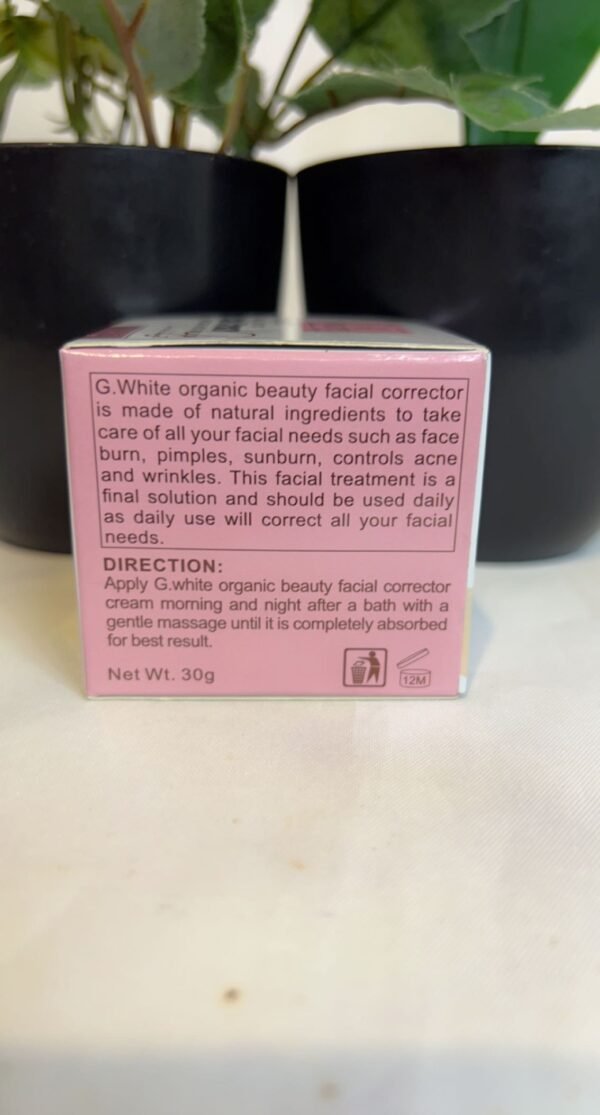 G.White organic beauty facial corrector
is made of natural ingredients to take
care of all your facial needs such as face
burn, pimples, sunburn, controls acne
and wrinkles. This facial treatment is a
final solution and should be used daily
as daily use will correct all your facial
needs.
DIRECTION:
Apply G.white organic beauty facial corrector
cream morning and night after a bath with a
gentle massage until it is completely absorbed
for best result.
Net Wt. 30g
12M